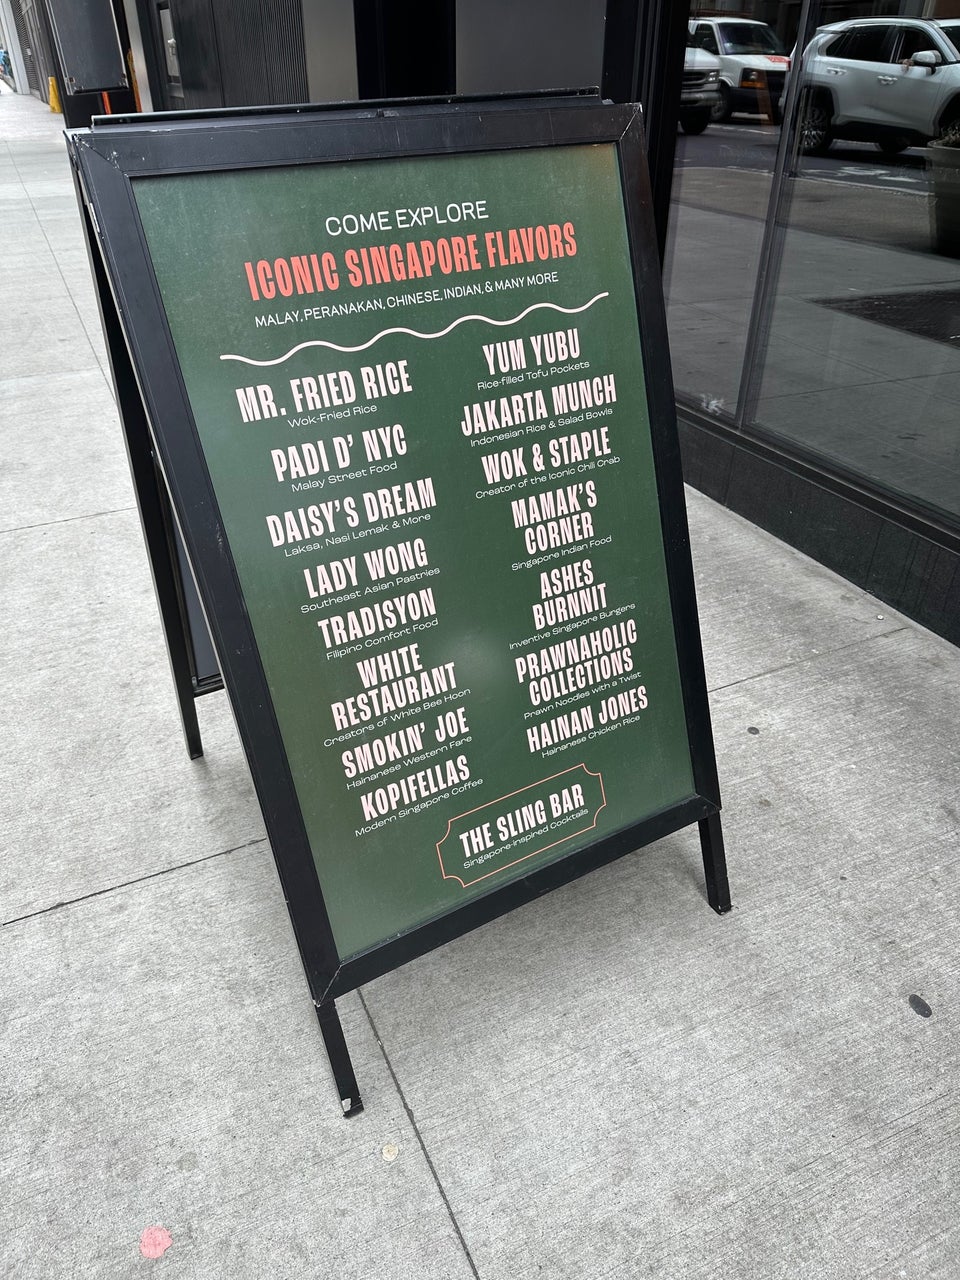 COME EXPLORE
ICONIC SINGAPORE FLAVORS
MALAY, PERANAKAN, CHINESE, INDIAN, & MANY MORE
MR. FRIED RICE
Wok-Fried Rice
PADI D' NYC
Malay Street Food
DAISY'S DREAM
Laksa, Nasi Lemak & More
LADY WONG
Southeast Asian Pastries
TRADISYON
Filipino Comfort Food
WHITE
RESTAURANT
Creators of White Bee Hoon
SMOKIN' JOE
Hainanese Western Fare
KOPIFELLAS
Modern Singapore Coffee
YUM YUBU
Rice-filled Tofu Pockets
JAKARTA MUNCH
Indonesian Rice & Salad Bowls
WOK & STAPLE
Creator of the Iconic Chili Crab
MAMAK'S
CORNER
Singapore Indian Food
ASHES
BURNNIT
Inventive Singapore Burgers
PRAWNAHOLIC
COLLECTIONS
Prawn Noodles with a Twist
HAINAN JONES
Hainanese Chicken Rice
THE SLING BAR
Singapore-inspired Cocktails